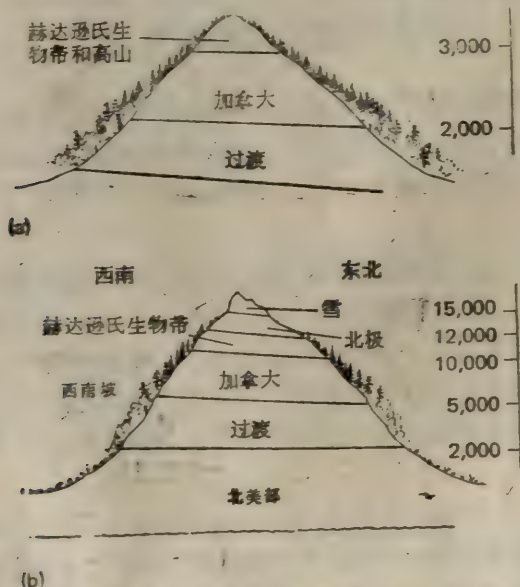 赫达逊氏生
物带和高山
3,000
加拿大
2,000
过渡
(a)
西南 东北
雪 15,000
赫达逊氏生物带 北极 12,000
10,000
西南坡 加拿大
5,000
过渡
2,000
北美部
(b)